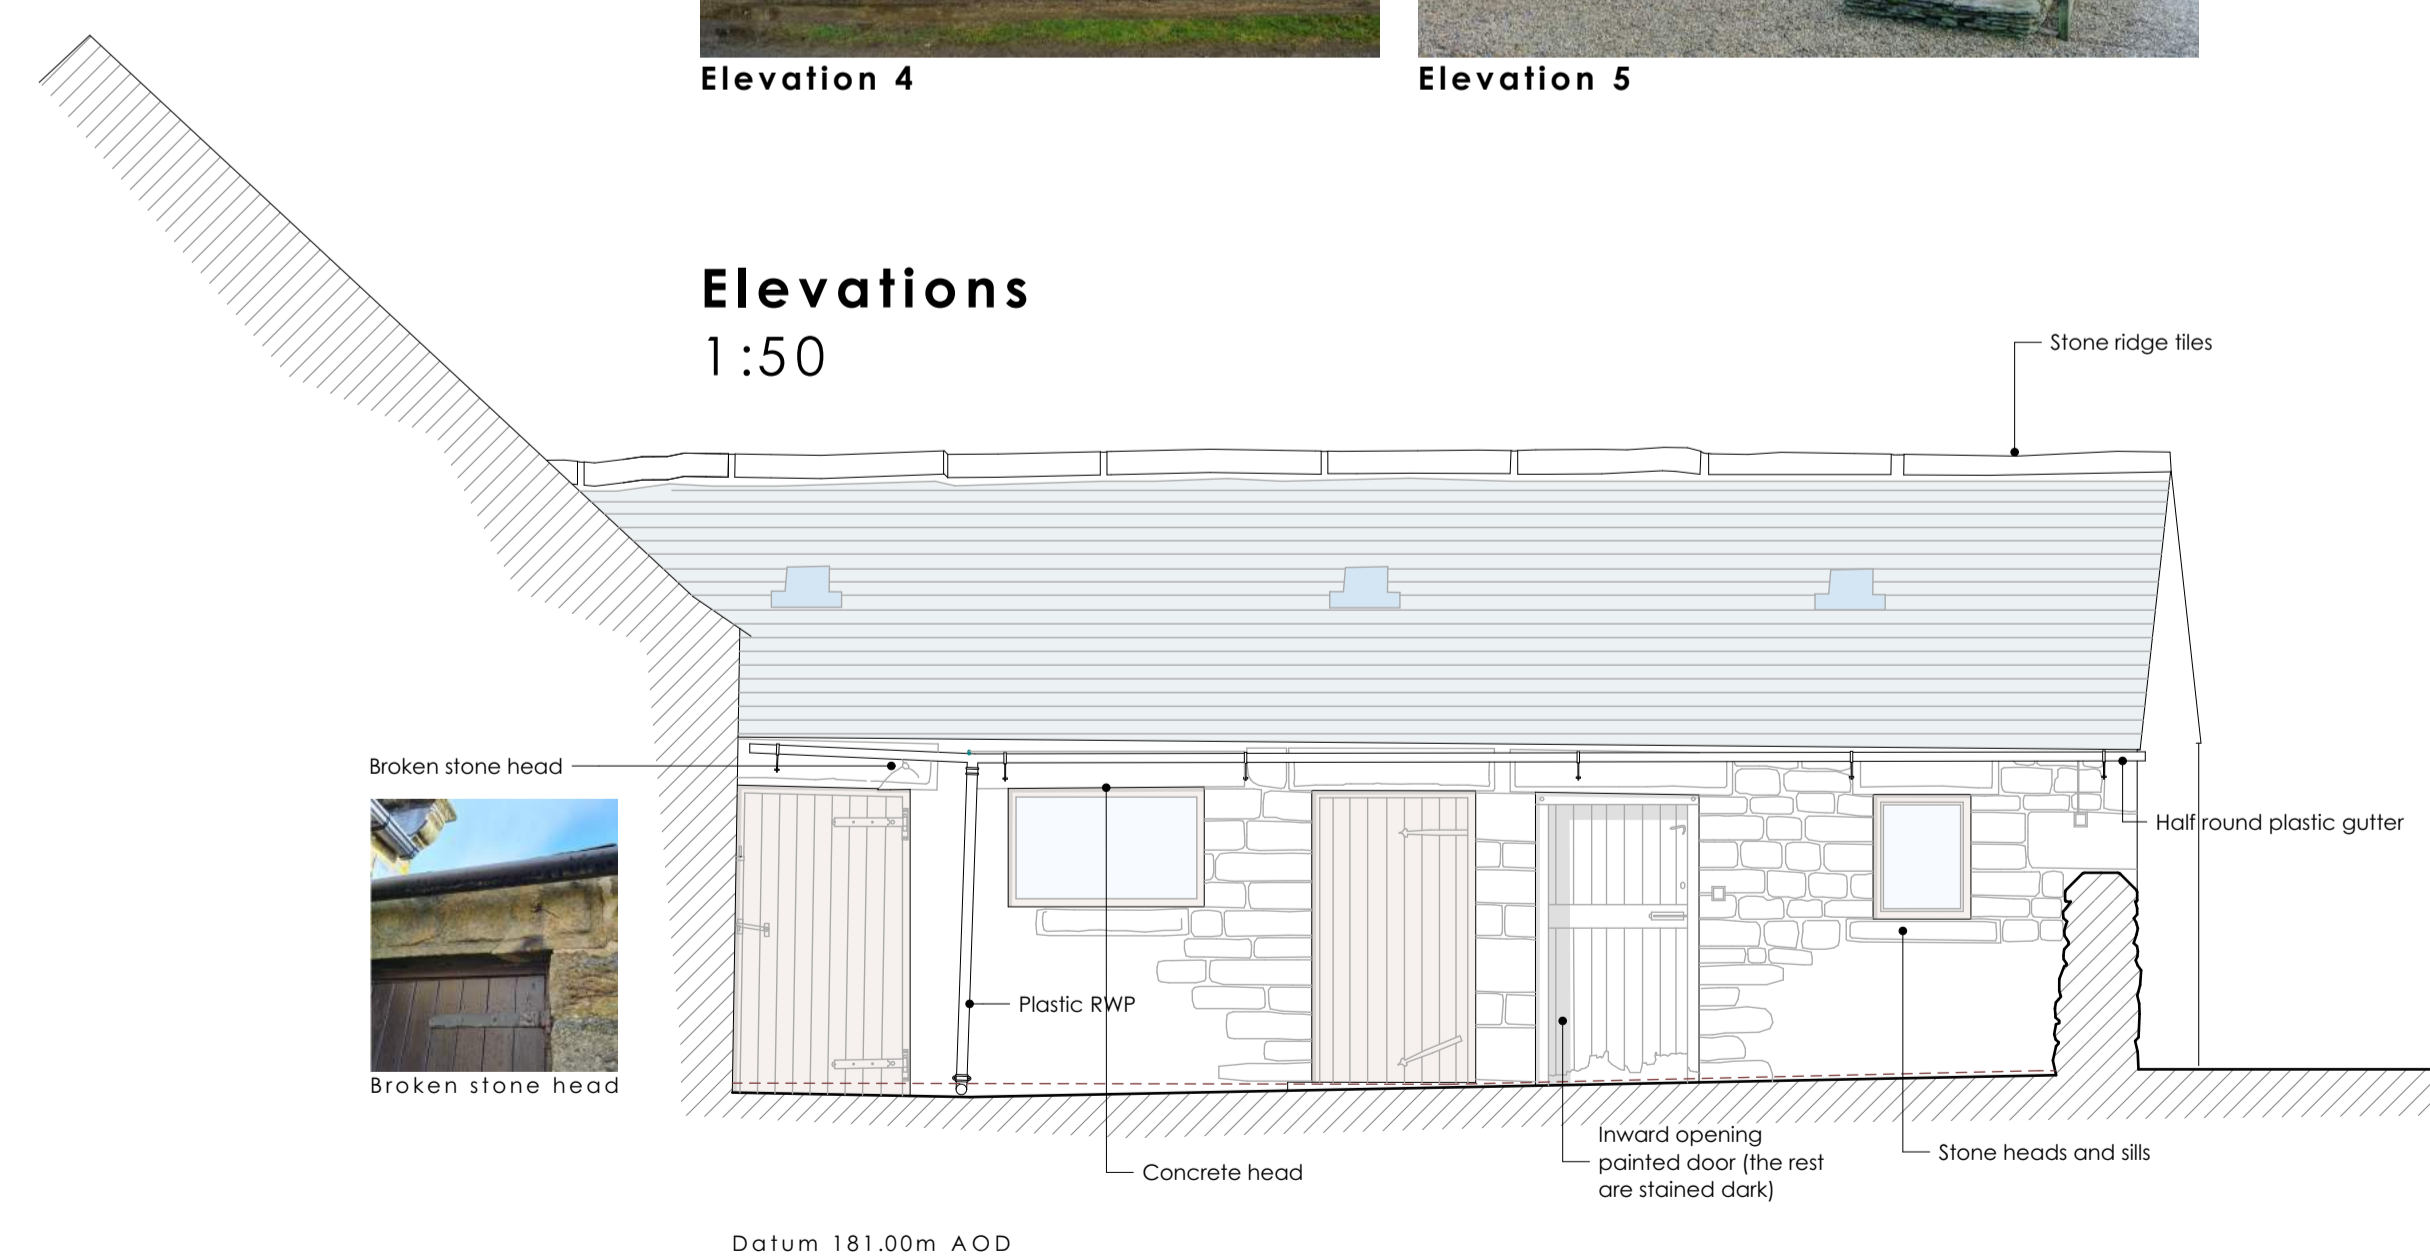 Elevation 4
Elevation 5
Elevations
1:50
Stone ridge tiles
Broken stone head
Half round plastic gutter
Plastic RWP
Broken stone head
Inward opening
painted door (the rest
are stained dark)
Stone heads and sills
Concrete head
Datum 181.00m AOD